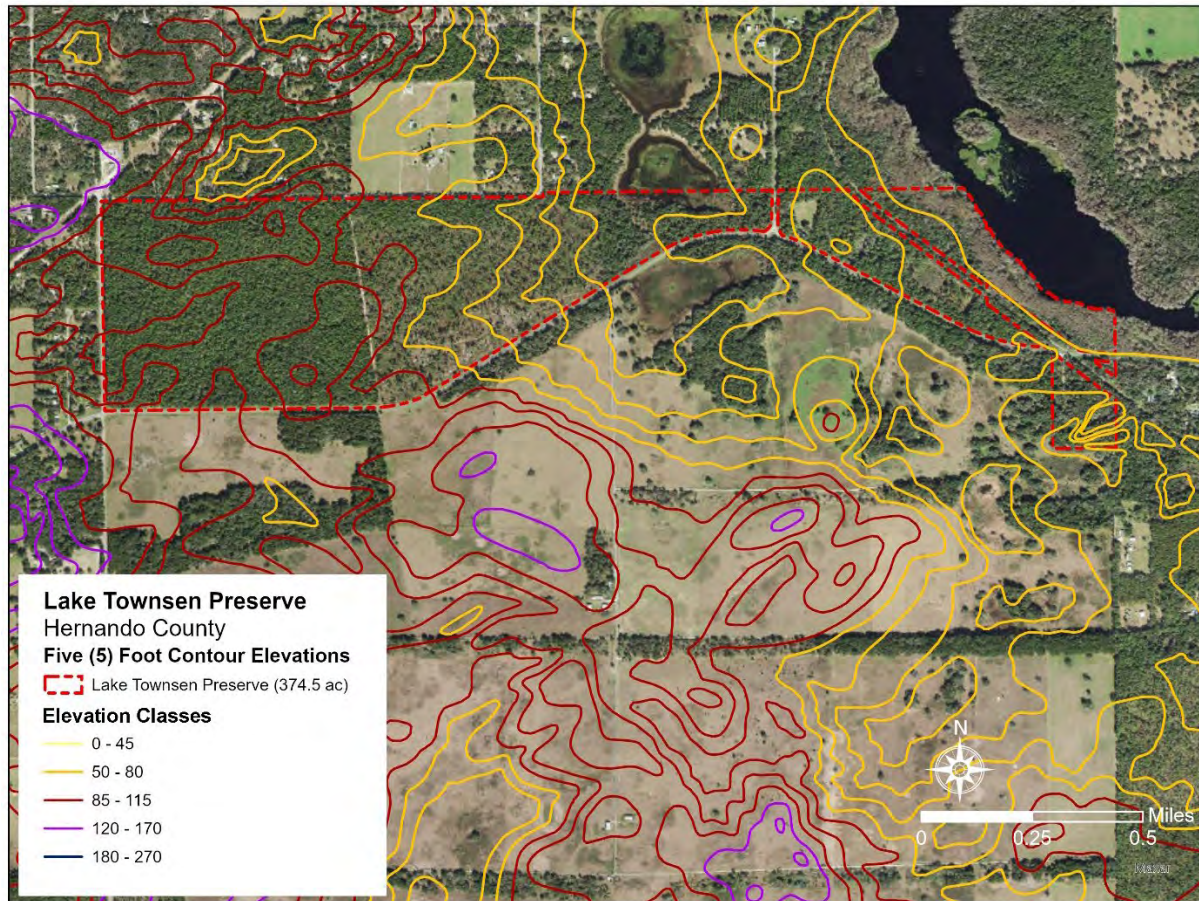 Lake Townsen Preserve
Hernando County
Five (5) Foot Contour Elevations
Lake Townsen Preserve (374.5 ac)
Elevation Classes
0 - 45
50 - 80
85 - 115
120 - 170
180 - 270
N
Miles
0 0.25 0.5
Maxar